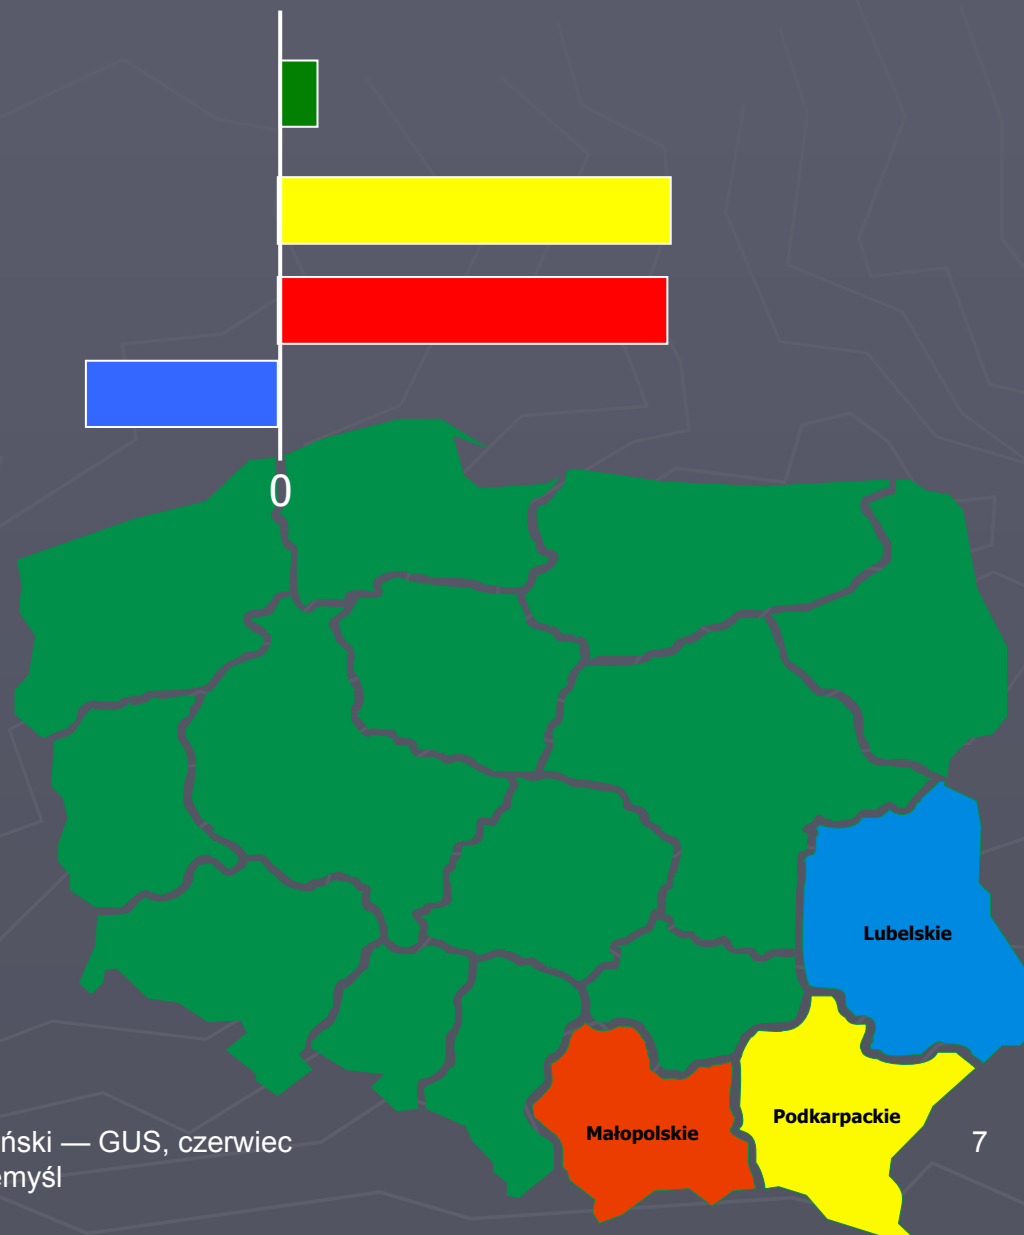 0
Lubelskie
Podkarpackie
Małopolskie
ński — GUS, czerwiec
emyśl
7